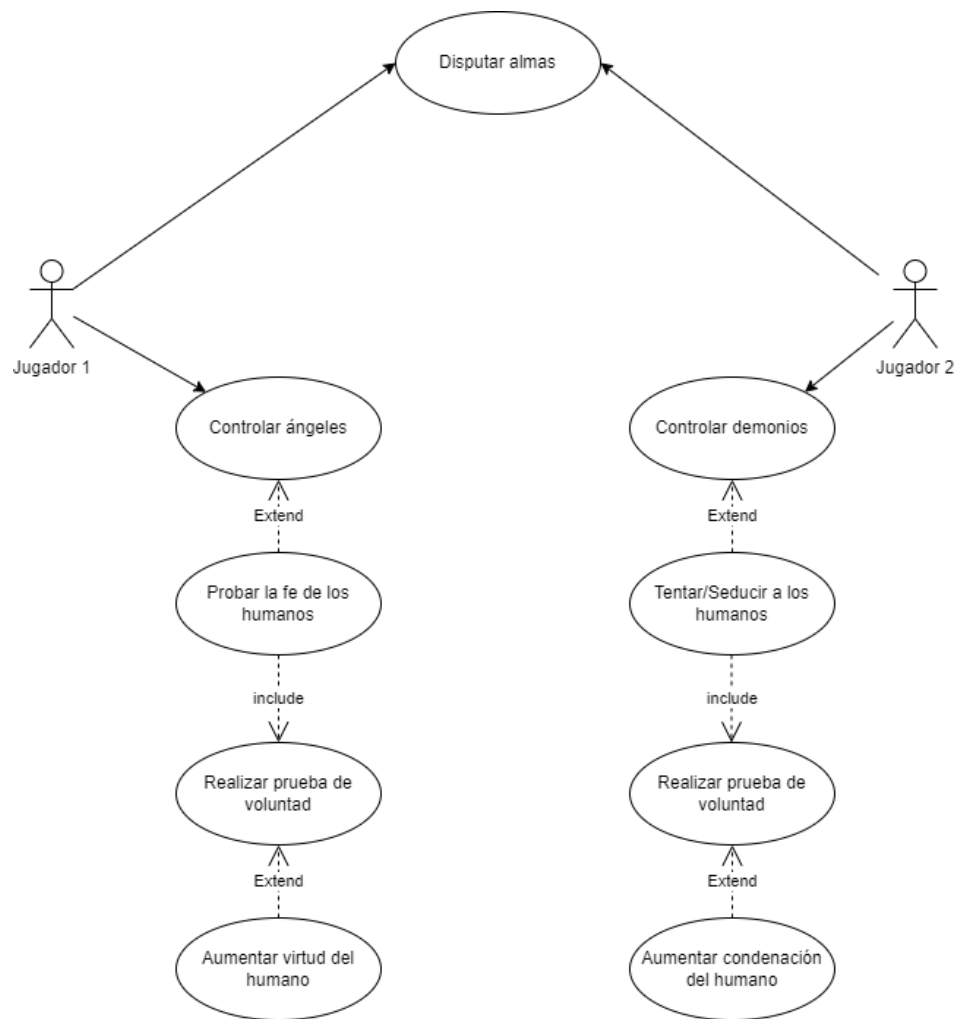 Disputar almas
Jugador 1
Jugador 2
Controlar ángeles
Controlar demonios
Extend
Extend
Probar la fe de los
humanos
Tentar/Seducir a los
humanos
include
include
Realizar prueba de
voluntad
Realizar prueba de
voluntad
Extend
Extend
Aumentar virtud del
humano
Aumentar condenación
del humano